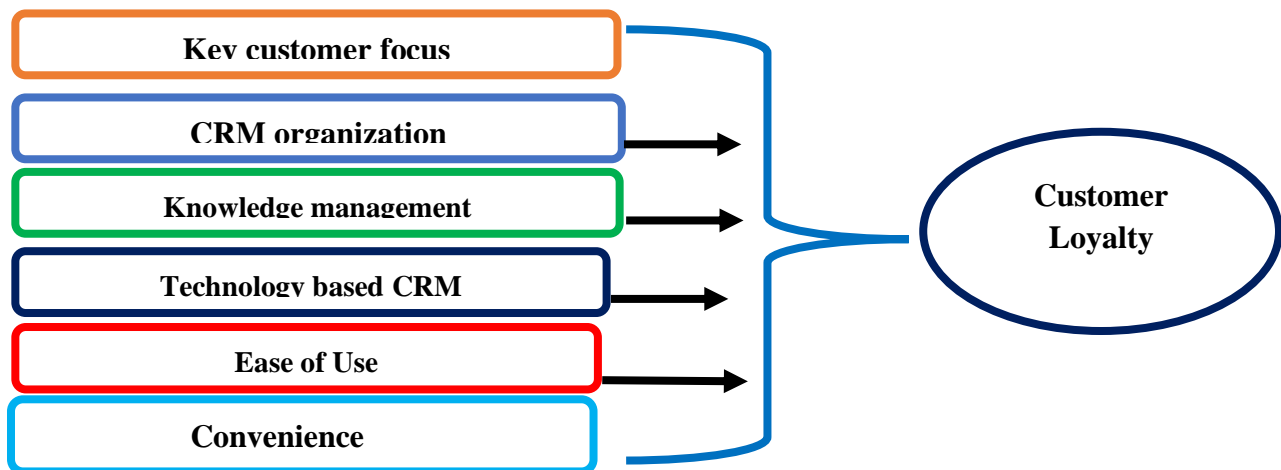 Key customer focus
CRM organization
Knowledge management
Technology based CRM
Ease of Use
Convenience
Customer
Loyalty